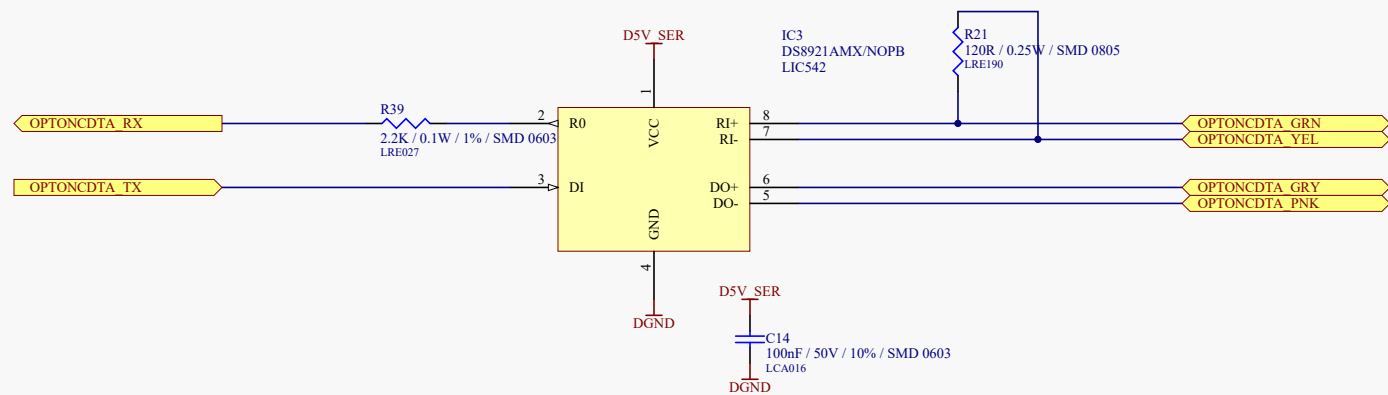 D5V_SER
IC3
DS8921AMX/NOPB
LIC542
R21
120R / 0.25W / SMD 0805
LRE190
1
R39
2.2K / 0.1W / 1% / SMD 0603
LRE027
OPTONCDTA_RX
2
R0
VCC
RI+
8
OPTONCDTA_GRN
RI-
7
OPTONCDTA_YEL
OPTONCDTA_TX
3
DI
DO+
6
OPTONCDTA_GRY
DO-
5
OPTONCDTA_PNK
GND
4
DGND
D5V_SER
C14
100nF / 50V / 10% / SMD 0603
LCA016
DGND